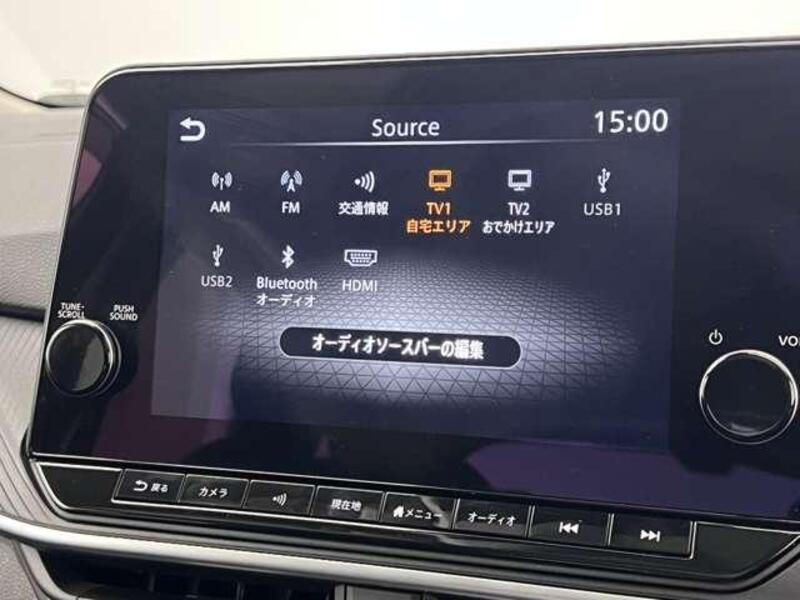 Source
15:00
AM
FM
交通情報
TV1
自宅エリア
TV2
おでかけエリア
USB1
USB2
Bluetooth
オーディオ
HDMI
オーディオソースバーの編集
TUNE·
SCROLL
PUSH
SOUND
VO
戻る
カメラ
現在地
メニュー
オーディオ